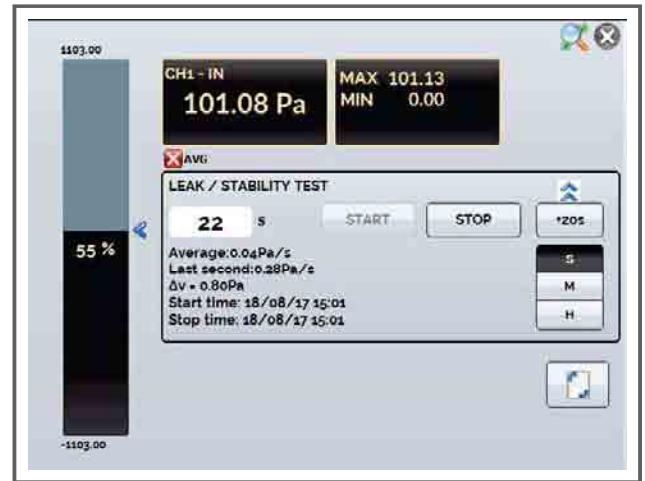 1103.00
CH1 - IN
101.08 Pa
MAX 101.13
MIN 0.00
AVG
LEAK / STABILITY TEST
22 s START STOP +20s
55 %
Average:0.04Pa/s
Last second:0.28Pa/s
Δv = 0.80Pa
Start time: 18/08/17 15:01
Stop time: 18/08/17 15:01
S
M
H
-1103.00